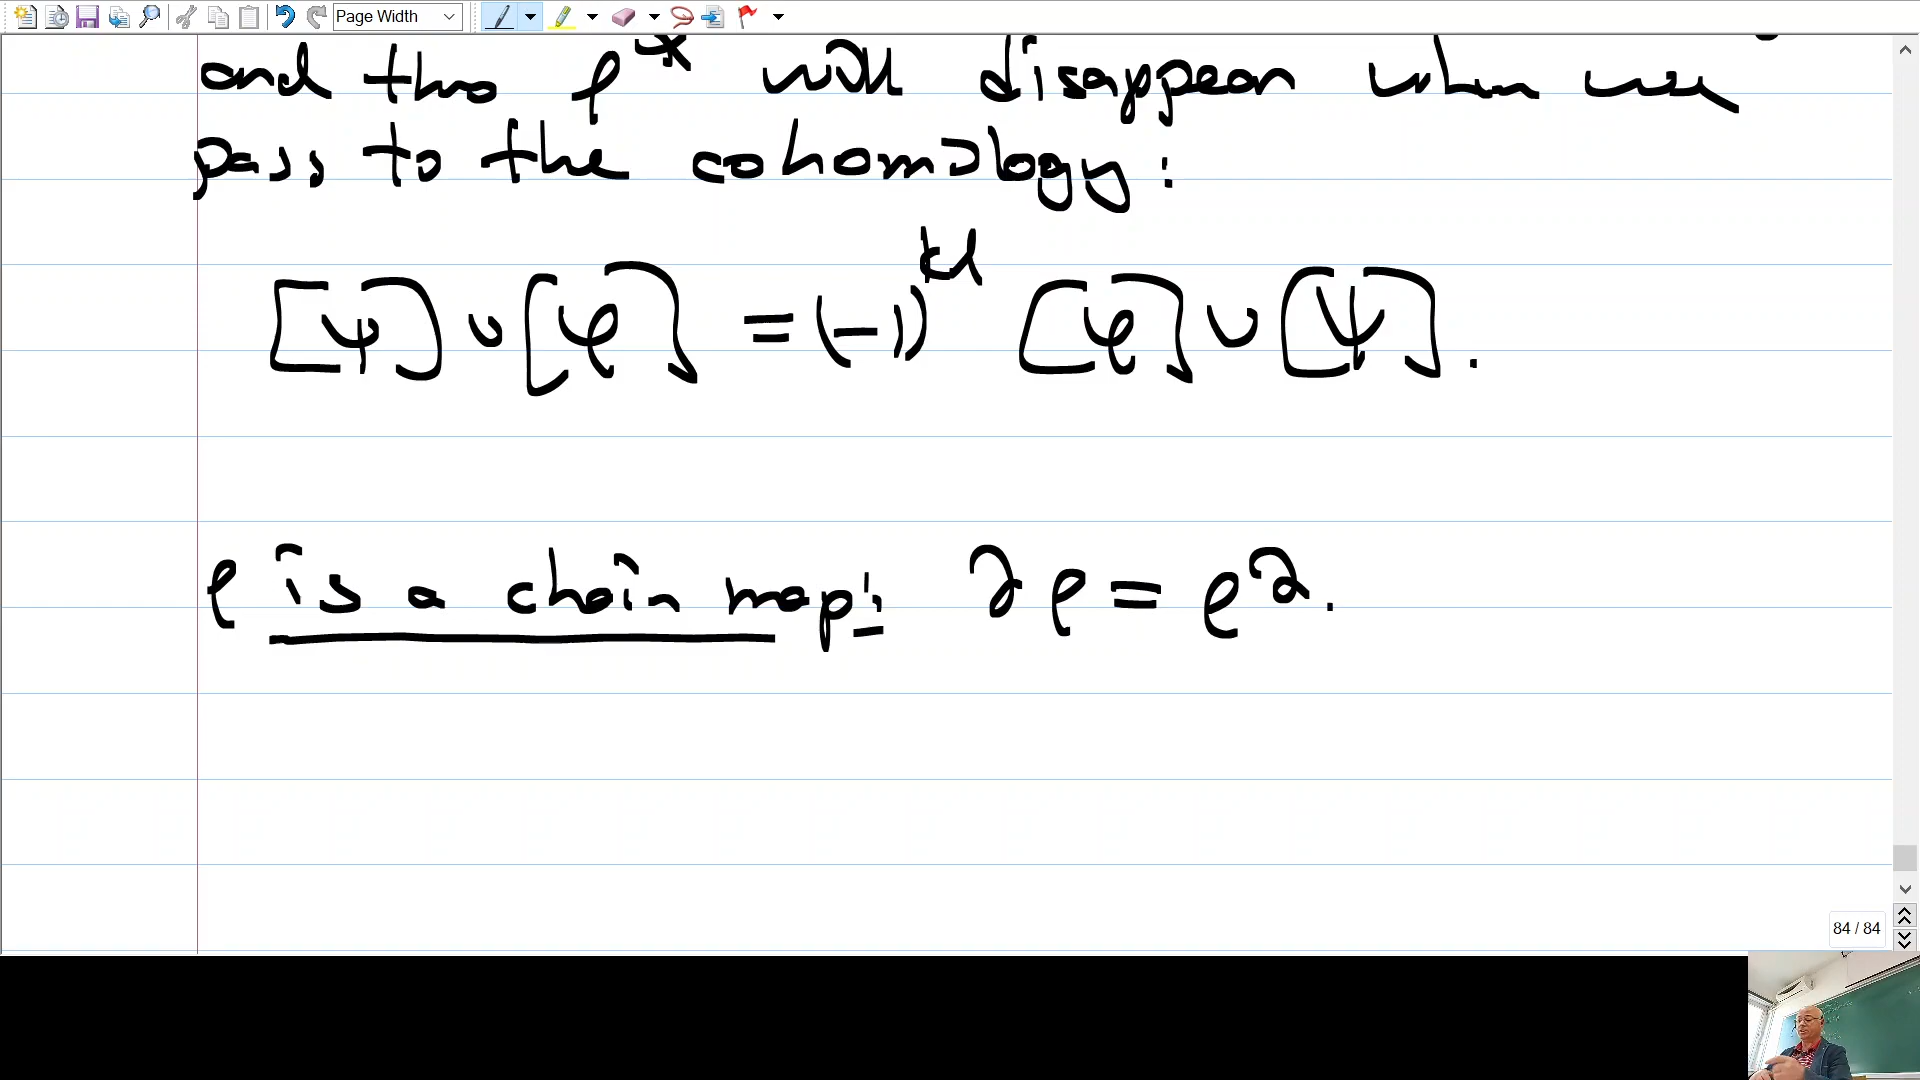 Page Width
and thus ρ* will disappear when we
pass to the cohomology:
[ψ] ∪ [φ] = (-1)^{kl} [φ] ∪ [ψ].
ρ is a chain map: ∂ρ = ρ∂.
84 / 84